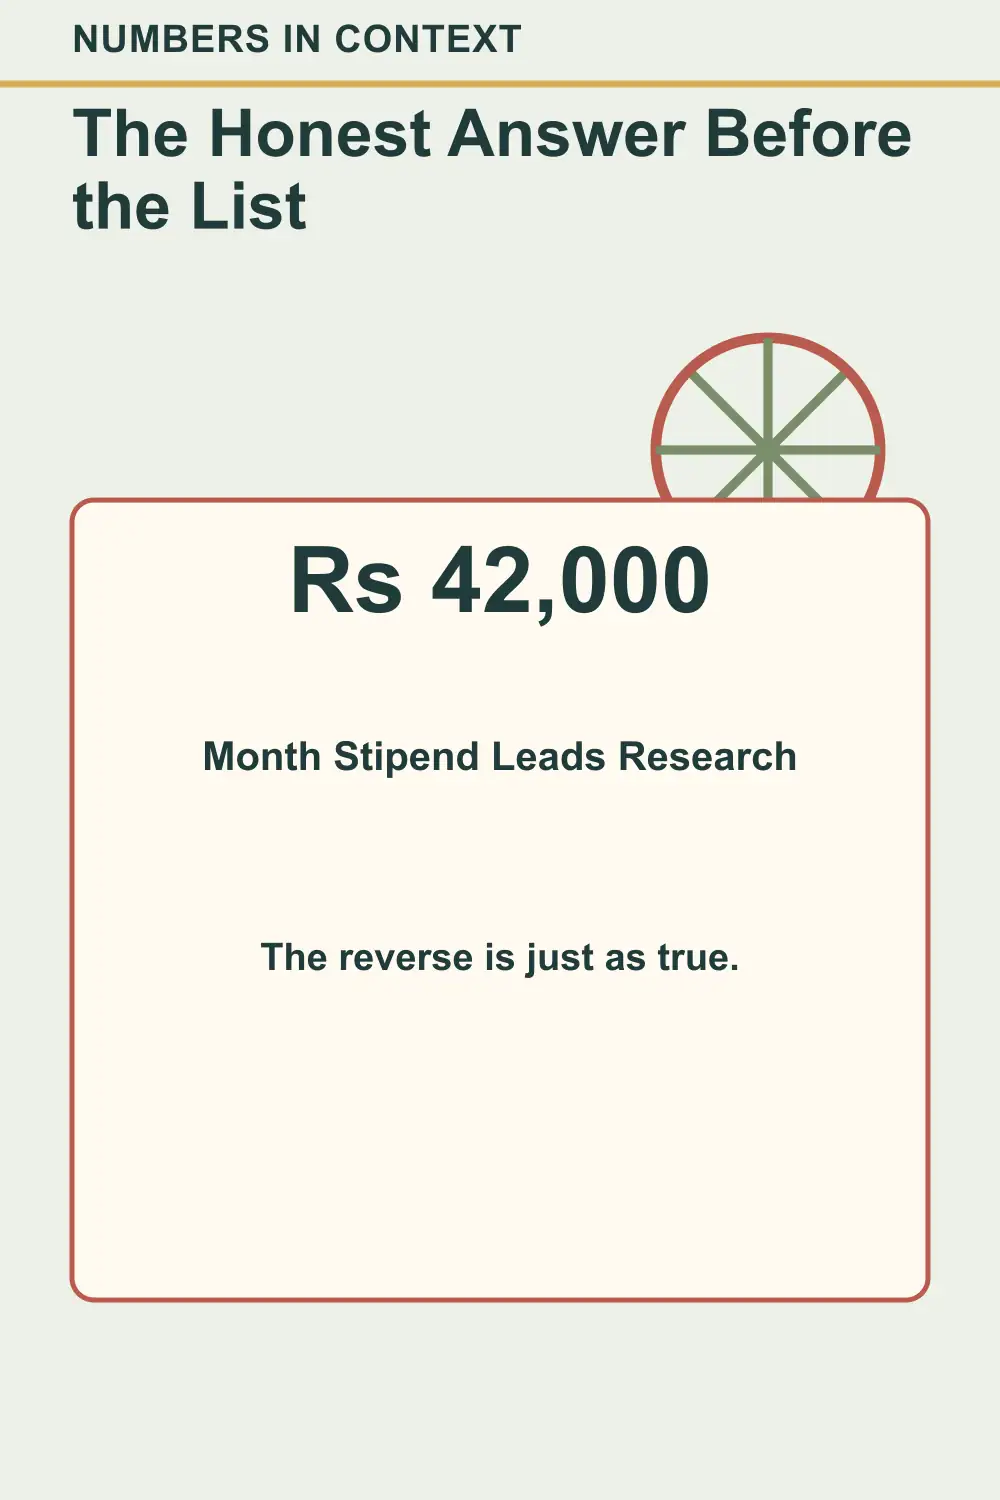 NUMBERS IN CONTEXT
The Honest Answer Before
the List
Rs 42,000
Month Stipend Leads Research
The reverse is just as true.